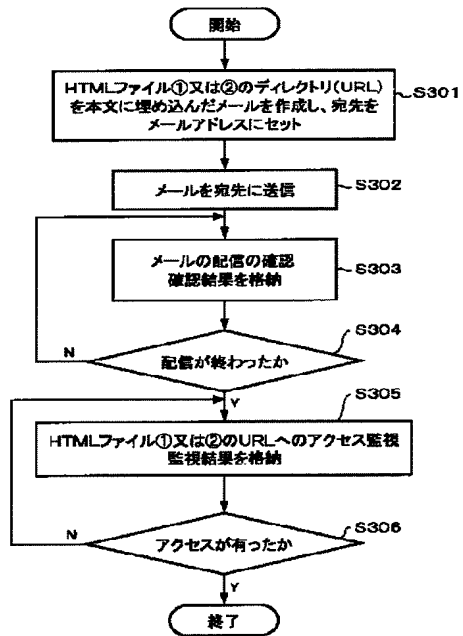 開始
HTMLファイル①又は②のディレクトリ(URL)
を本文に埋め込んだメールを作成し、宛先を
メールアドレスにセット
S301
メールを宛先に送信
S302
メールの配信の確認
確認結果を格納
S303
配信が終わったか
S304
N
Y
HTMLファイル①又は②のURLへのアクセス監視
監視結果を格納
S305
アクセスが有ったか
S306
N
Y
終了